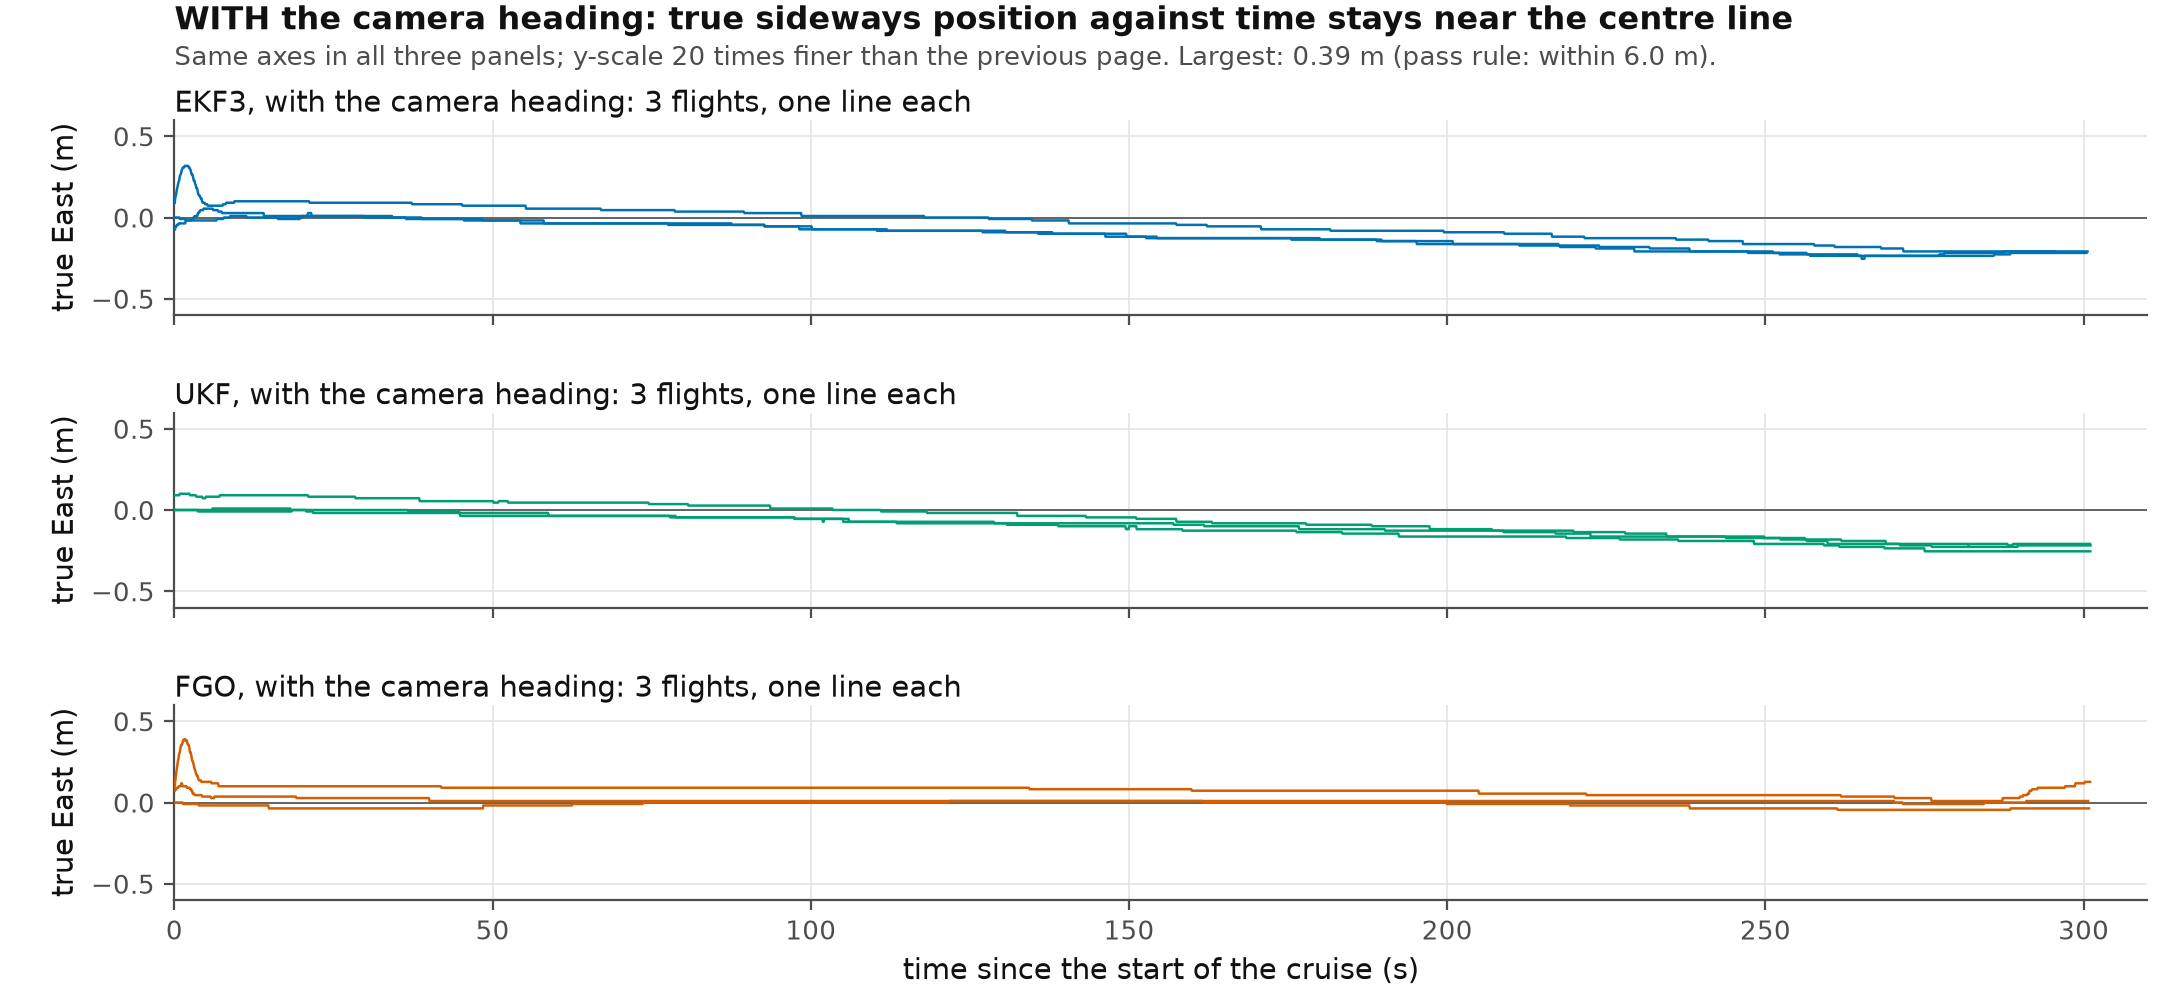 WITH the camera heading: true sideways position against time stays near the centre line
Same axes in all three panels; y-scale 20 times finer than the previous page. Largest: 0.39 m (pass rule: within 6.0 m).
EKF3, with the camera heading: 3 flights, one line each
true East (m)
0.5
0.0
−0.5
UKF, with the camera heading: 3 flights, one line each
true East (m)
0.5
0.0
−0.5
FGO, with the camera heading: 3 flights, one line each
true East (m)
0.5
0.0
−0.5
0 50 100 150 200 250 300
time since the start of the cruise (s)